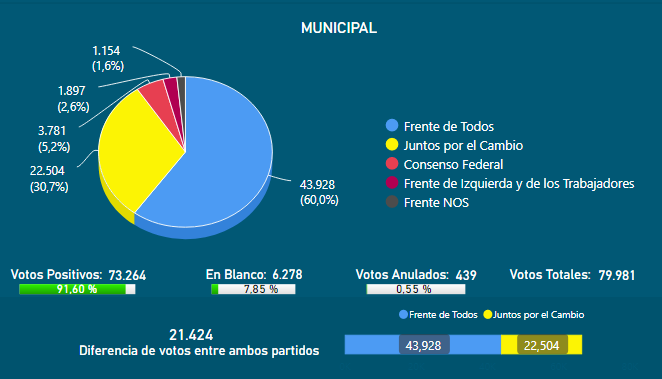 MUNICIPAL
1.154
(1,6%)
1.897
(2,6%)
3.781
(5,2%)
22.504
(30,7%)
43.928
(60,0%)
Frente de Todos
Juntos por el Cambio
Consenso Federal
Frente de Izquierda y de los Trabajadores
Frente NOS
Votos Positivos: 73.264
91,60 %
En Blanco: 6.278
7,85 %
Votos Anulados: 439
0,55 %
Votos Totales: 79.981
21.424
Diferencia de votos entre ambos partidos
Frente de Todos Juntos por el Cambio
43,928 22,504